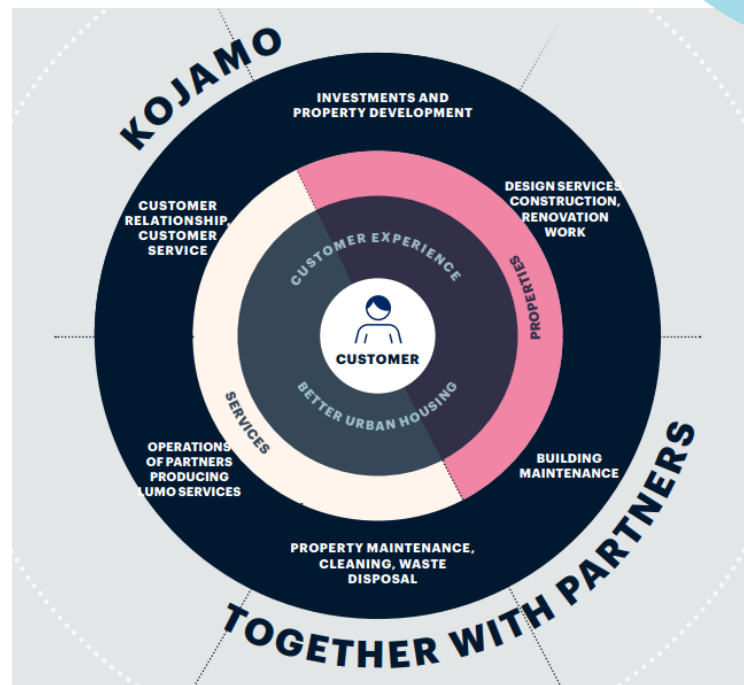 KOJAMO
INVESTMENTS AND
PROPERTY DEVELOPMENT
DESIGN SERVICES,
CONSTRUCTION,
RENOVATION
WORK
CUSTOMER
RELATIONSHIP,
CUSTOMER
SERVICE
CUSTOMER EXPERIENCE
PROPERTIES
CUSTOMER
BETTER URBAN HOUSING
SERVICES
OPERATIONS
OF PARTNERS
PRODUCING
LUMO SERVICES
BUILDING
MAINTENANCE
PROPERTY MAINTENANCE,
CLEANING, WASTE
DISPOSAL
TOGETHER WITH PARTNERS